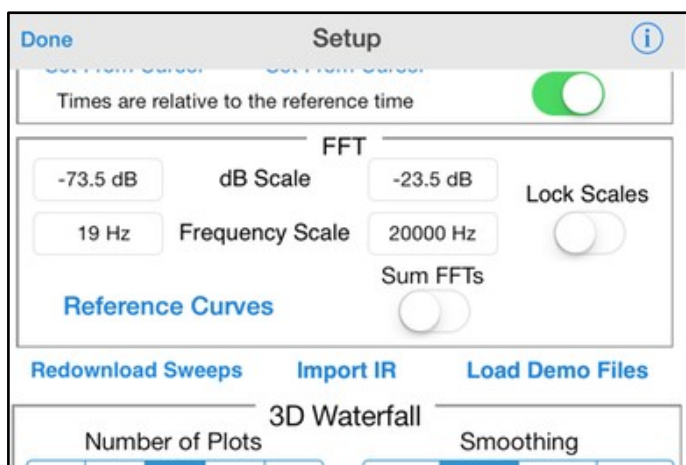 Done Setup i
Times are relative to the reference time
FFT
-73.5 dB dB Scale -23.5 dB
Lock Scales
19 Hz Frequency Scale 20000 Hz
Sum FFTs
Reference Curves
Redownload Sweeps Import IR Load Demo Files
3D Waterfall
Number of Plots Smoothing